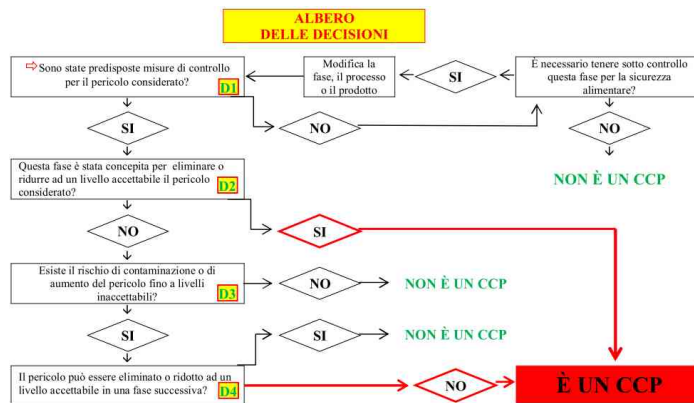 ALBERO
DELLE DECISIONI
⇨ Sono state predisposte misure di controllo
per il pericolo considerato?
D1
Modifica la
fase, il processo
o il prodotto
SI
È necessario tenere sotto controllo
questa fase per la sicurezza
alimentare?
SI
NO
NO
NON È UN CCP
Questa fase è stata concepita per eliminare o
ridurre ad un livello accettabile il pericolo
considerato?
D2
NO
SI
Esiste il rischio di contaminazione o di
aumento del pericolo fino a livelli
inaccettabili?
D3
NO
NON È UN CCP
SI
SI
NON È UN CCP
Il pericolo può essere eliminato o ridotto ad un
livello accettabile in una fase successiva?
D4
NO
È UN CCP